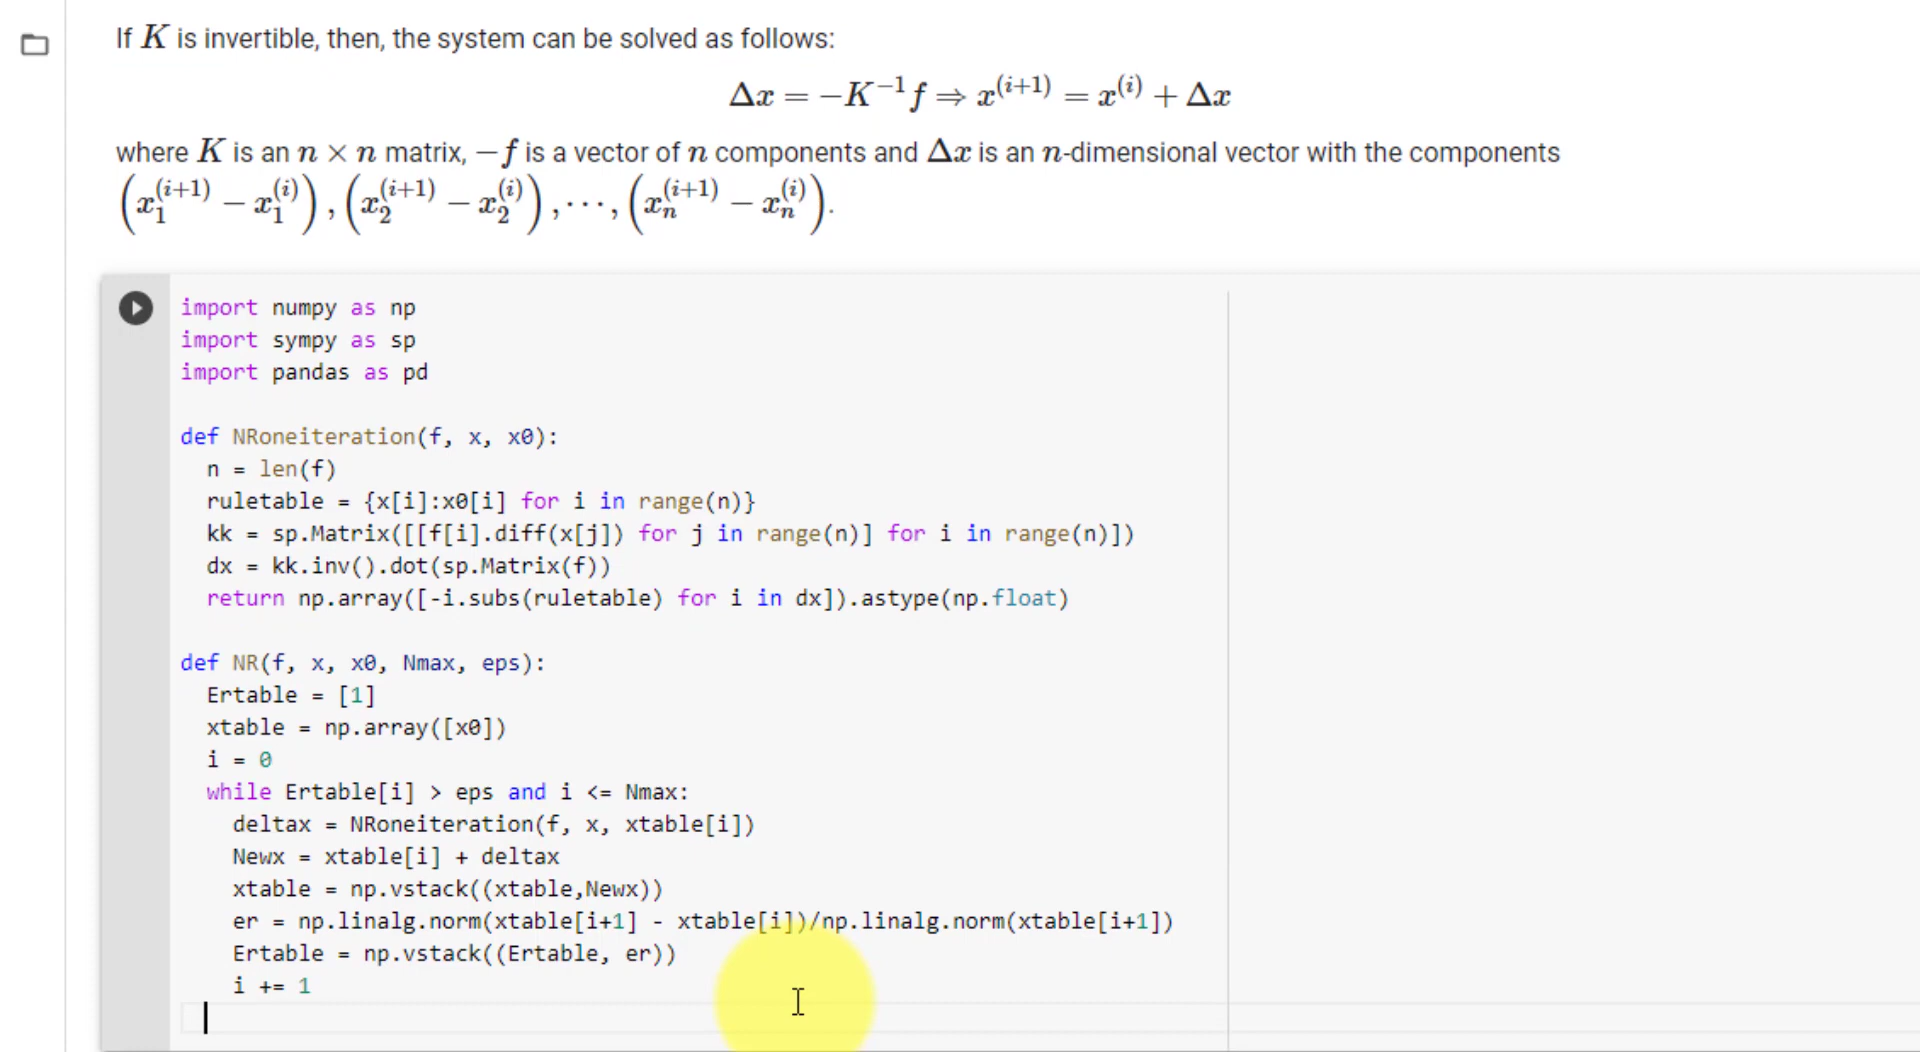 If K is invertible, then, the system can be solved as follows:
Δx = −K⁻¹f ⇒ x⁽ⁱ⁺¹⁾ = x⁽ⁱ⁾ + Δx
where K is an n × n matrix, −f is a vector of n components and Δx is an n-dimensional vector with the components
(x₁⁽ⁱ⁺¹⁾ − x₁⁽ⁱ⁾), (x₂⁽ⁱ⁺¹⁾ − x₂⁽ⁱ⁾), ⋯, (xₙ⁽ⁱ⁺¹⁾ − xₙ⁽ⁱ⁾).
import numpy as np
import sympy as sp
import pandas as pd
def NRoneiteration(f, x, x0):
  n = len(f)
  ruletable = {x[i]:x0[i] for i in range(n)}
  kk = sp.Matrix([[f[i].diff(x[j]) for j in range(n)] for i in range(n)])
  dx = kk.inv().dot(sp.Matrix(f))
  return np.array([-i.subs(ruletable) for i in dx]).astype(np.float)
def NR(f, x, x0, Nmax, eps):
  Ertable = [1]
  xtable = np.array([x0])
  i = 0
  while Ertable[i] > eps and i <= Nmax:
    deltax = NRoneiteration(f, x, xtable[i])
    Newx = xtable[i] + deltax
    xtable = np.vstack((xtable,Newx))
    er = np.linalg.norm(xtable[i+1] - xtable[i])/np.linalg.norm(xtable[i+1])
    Ertable = np.vstack((Ertable, er))
    i += 1